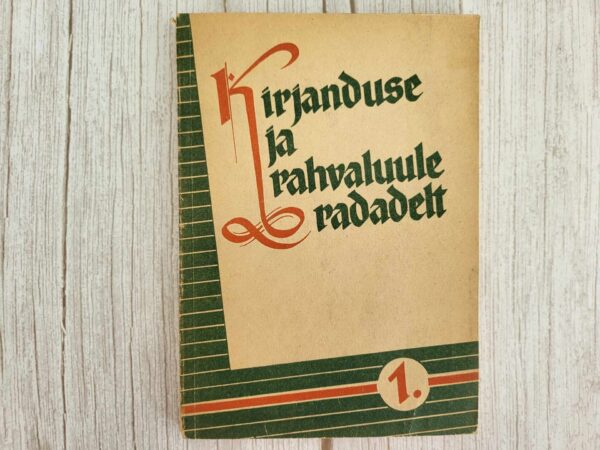 Kirjanduse
ja
rahvaluule
radadelt
1.